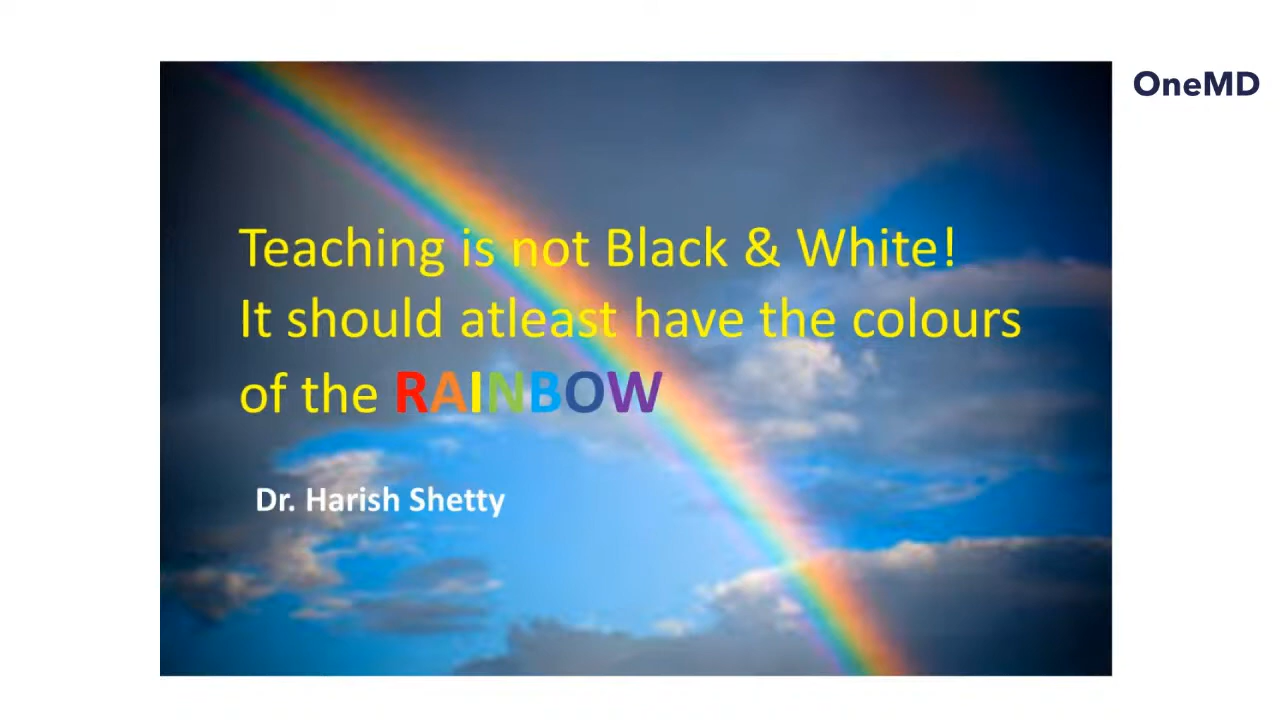 OneMD
Teaching is not Black & White!
It should atleast have the colours
of the RAINBOW
Dr. Harish Shetty